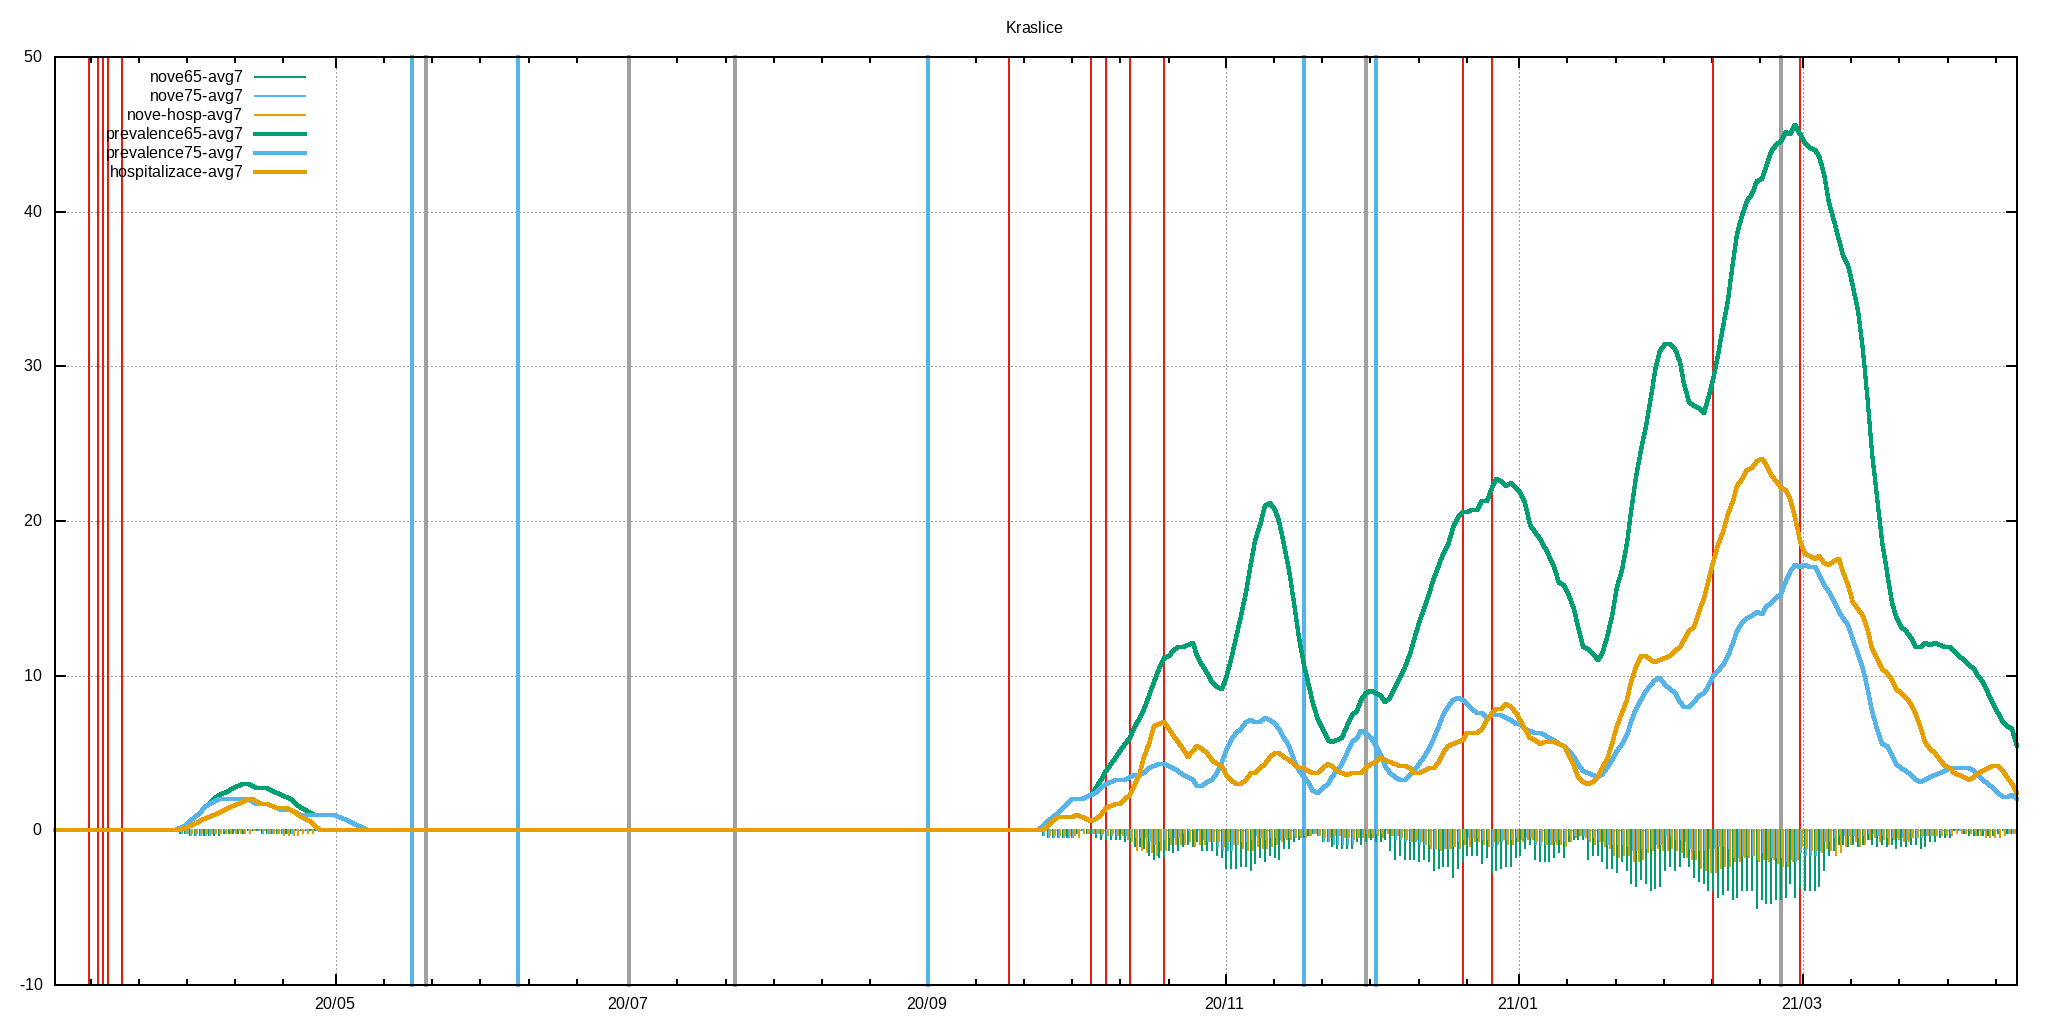 Kraslice
50
nove65-avg7
nove75-avg7
nove-hosp-avg7
prevalence65-avg7
prevalence75-avg7
hospitalizace-avg7
40
30
20
10
0
-10
20/05 20/07 20/09 20/11 21/01 21/03